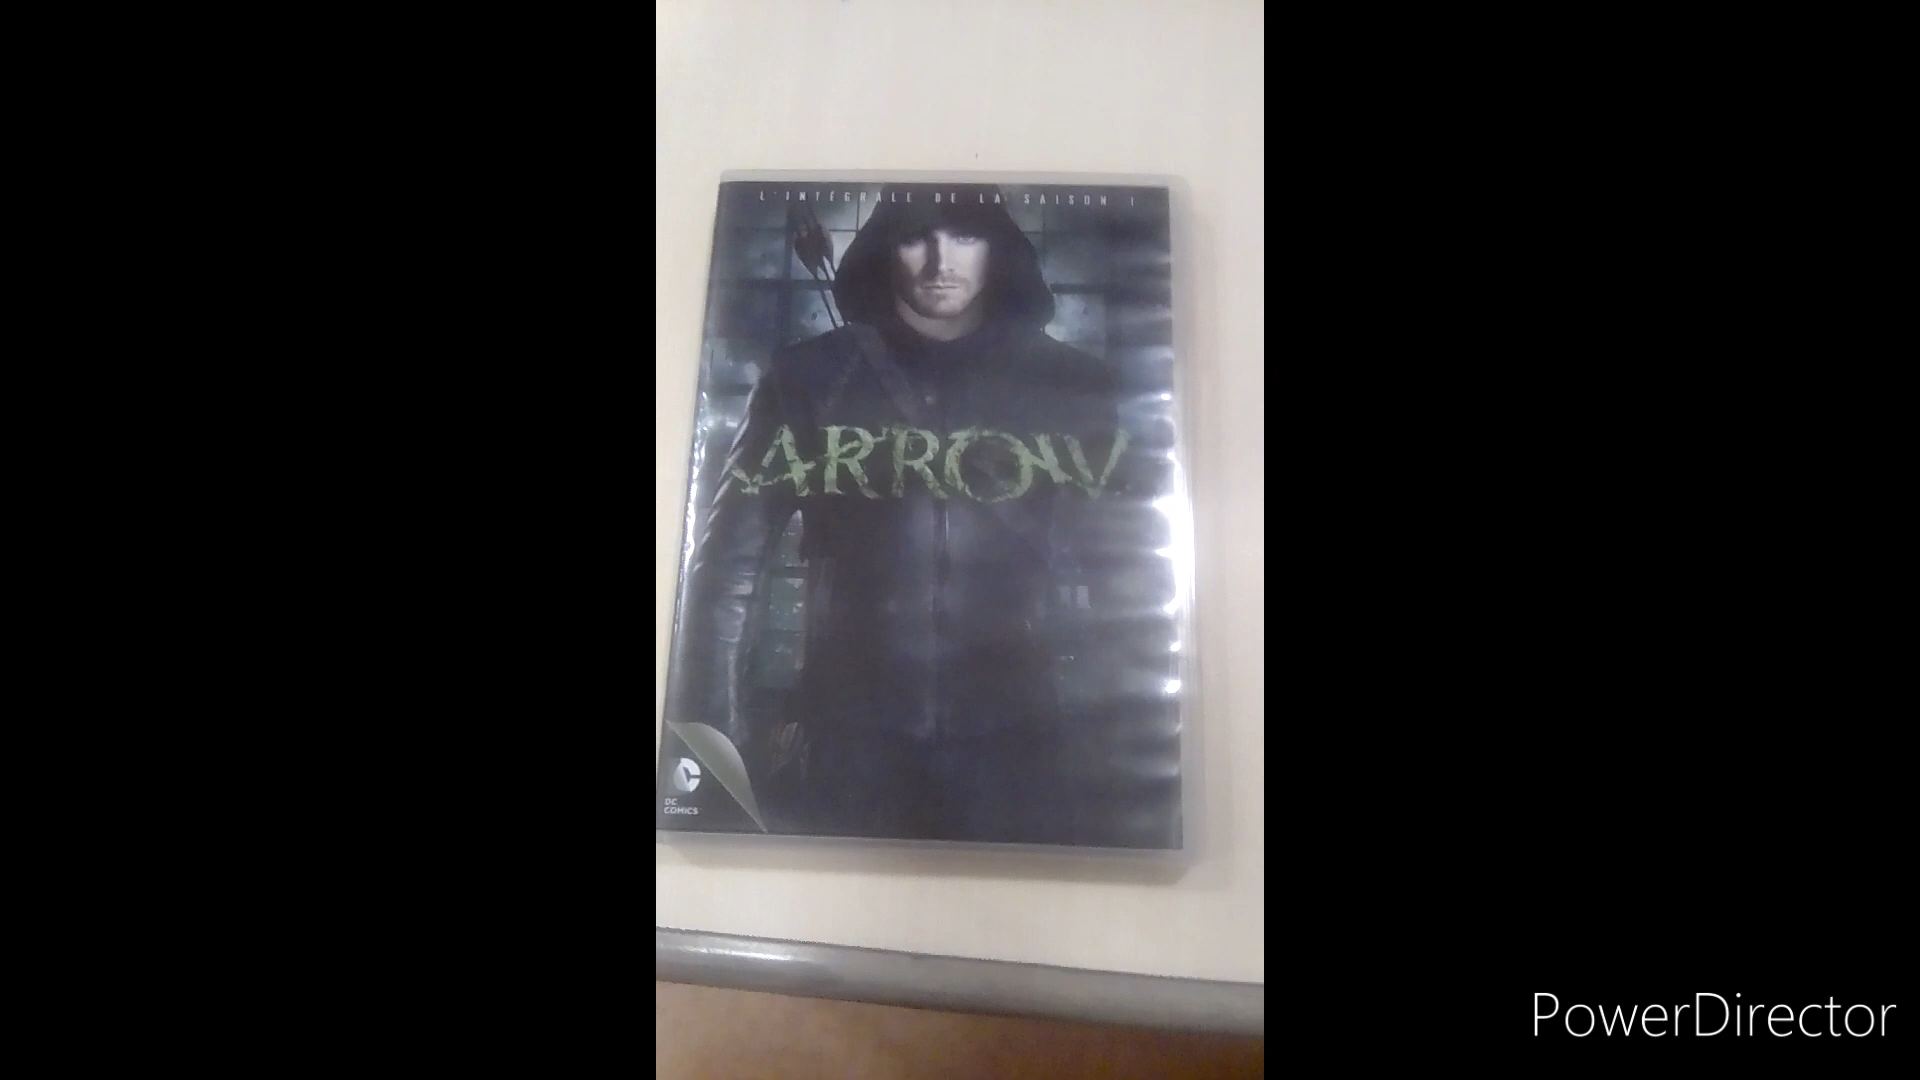 L'INTÉGRALE DE LA SAISON 1
ARROW
DC
COMICS
PowerDirector